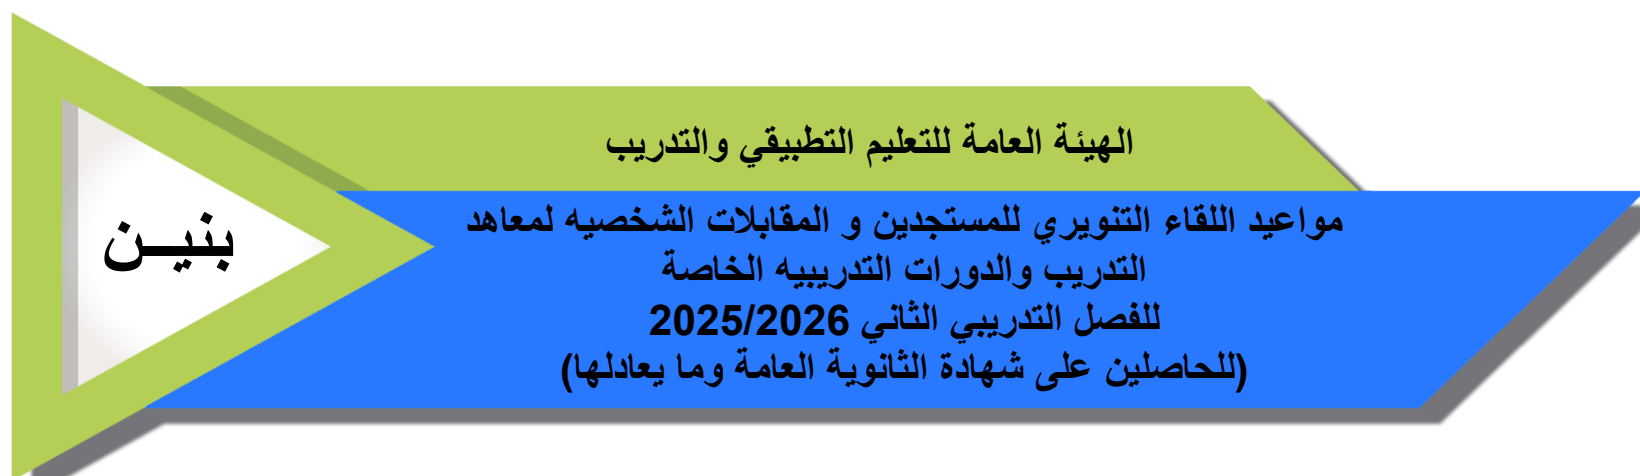 الهيئة العامة للتعليم التطبيقي والتدريب
مواعيد اللقاء التنويري للمستجدين و المقابلات الشخصيه لمعاهد
التدريب والدورات التدريبيه الخاصة
للفصل التدريبي الثاني 2025/2026
(للحاصلين على شهادة الثانوية العامة وما يعادلها)
بنيــن